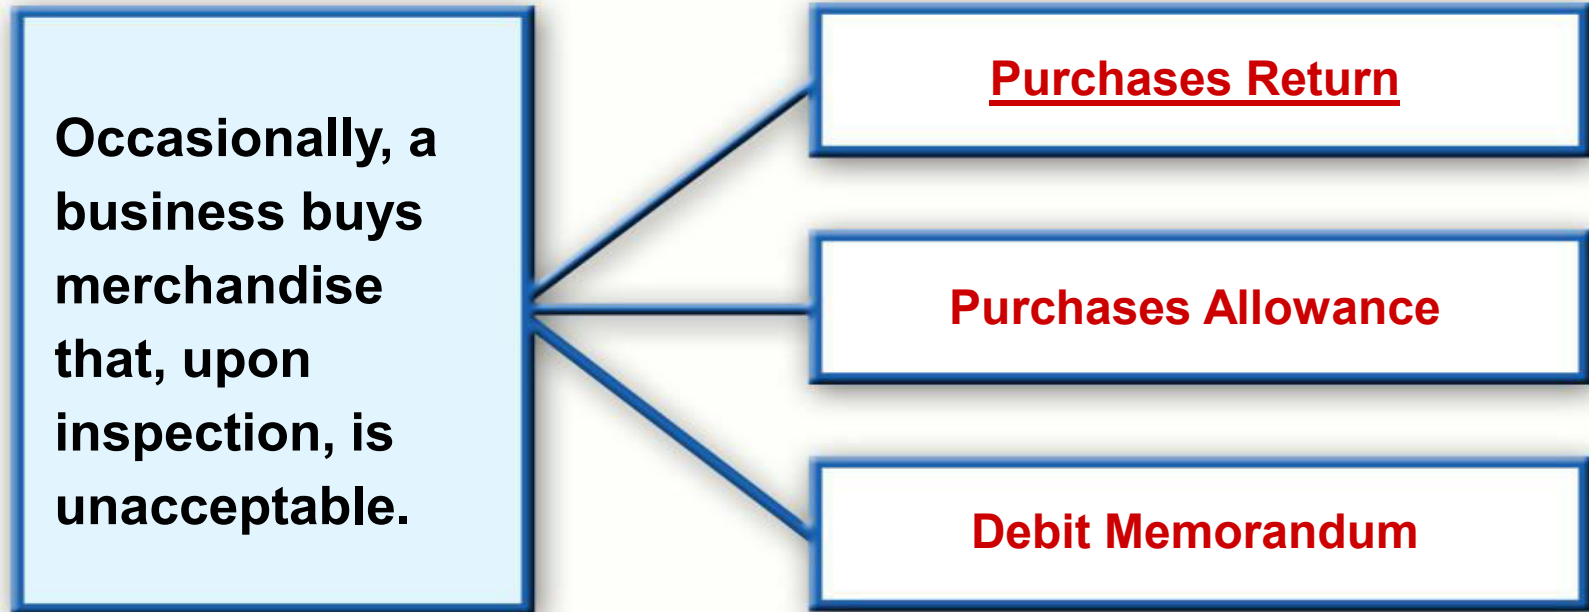 Occasionally, a
business buys
merchandise
that, upon
inspection, is
unacceptable.
Purchases Return
Purchases Allowance
Debit Memorandum